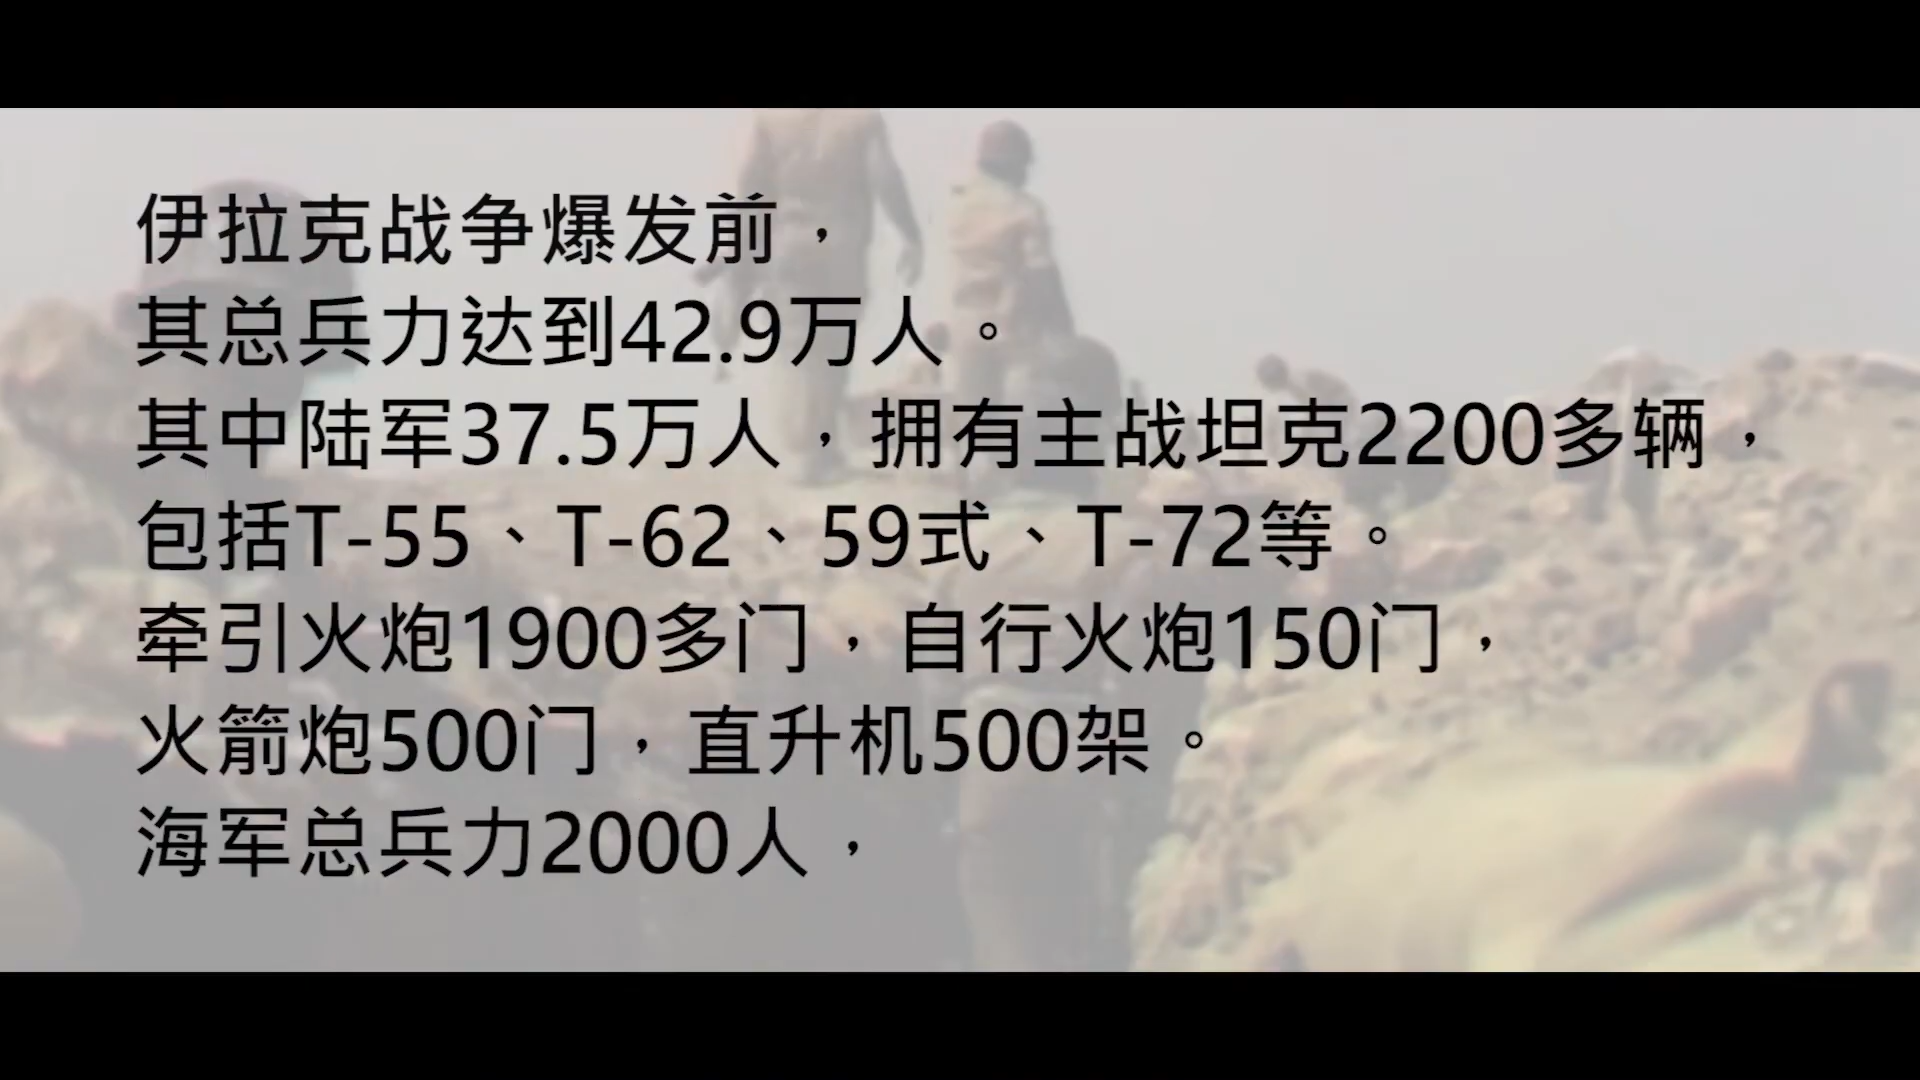 伊拉克战争爆发前，
其总兵力达到42.9万人。
其中陆军37.5万人，拥有主战坦克2200多辆，
包括T-55、T-62、59式、T-72等。
牵引火炮1900多门，自行火炮150门，
火箭炮500门，直升机500架。
海军总兵力2000人，